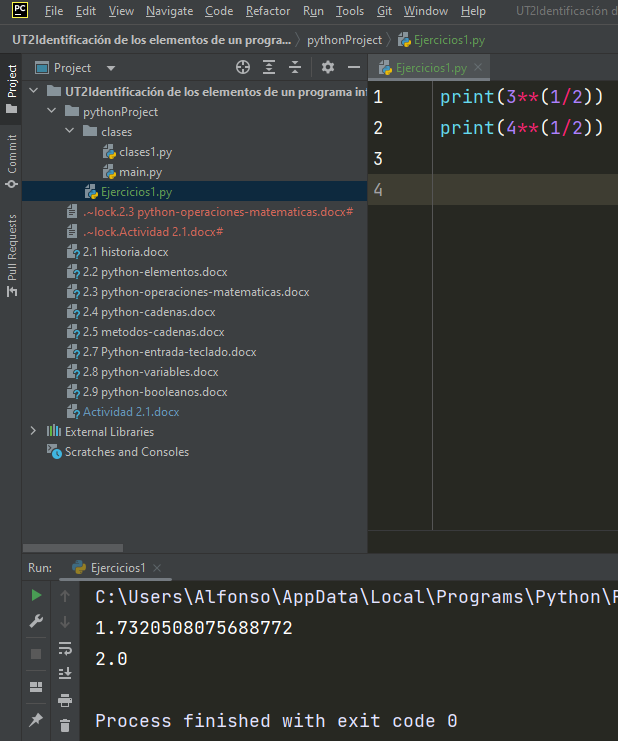 PC File Edit View Navigate Code Refactor Run Tools Git Window Help UT2Identificación d
UT2Identificación de los elementos de un progra... pythonProject Ejercicios1.py
Project
Commit
Pull Requests
Project
UT2Identificación de los elementos de un programa in
pythonProject
clases
clases1.py
main.py
Ejercicios1.py
.~lock.2.3 python-operaciones-matematicas.docx#
.~lock.Actividad 2.1.docx#
2.1 historia.docx
2.2 python-elementos.docx
2.3 python-operaciones-matematicas.docx
2.4 python-cadenas.docx
2.5 metodos-cadenas.docx
2.7 Python-entrada-teclado.docx
2.8 python-variables.docx
2.9 python-booleanos.docx
Actividad 2.1.docx
External Libraries
Scratches and Consoles
Ejercicios1.py
1 print(3**(1/2))
2 print(4**(1/2))
3
4
Run: Ejercicios1
C:\Users\Alfonso\AppData\Local\Programs\Python\
1.7320508075688772
2.0
Process finished with exit code 0